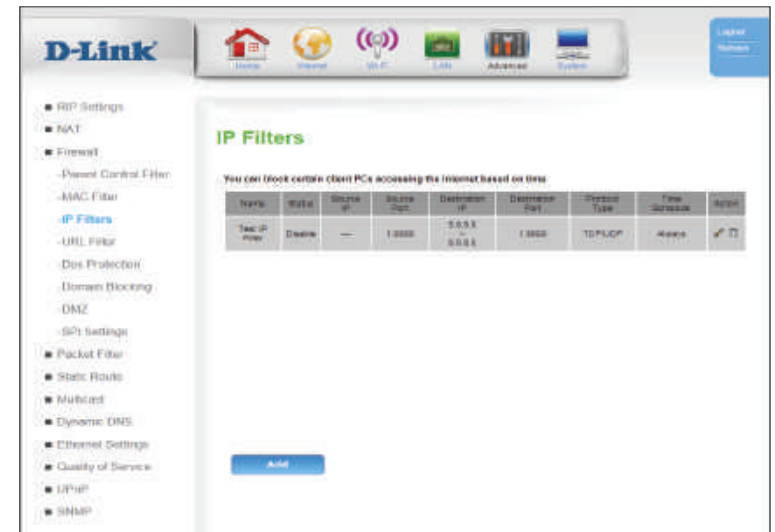 D-Link
Home
Internet
Wi-Fi
LAN
Advanced
System
Logout
Refresh
RIP Settings
NAT
Firewall
-Parent Control Filter
-MAC Filter
-IP Filters
-URL Filter
-Dos Protection
-Domain Blocking
-DMZ
-SPI Settings
Packet Filter
Static Route
Multicast
Dynamic DNS
Ethernet Settings
Quality of Service
UPnP
SNMP
IP Filters
You can block certain client PCs accessing the Internet based on time
Name Status Source IP Source Port Destination IP Destination Port Protocol Type Time Schedule Action
Test IP Filter Disable --- TCP/UDP Always
Add